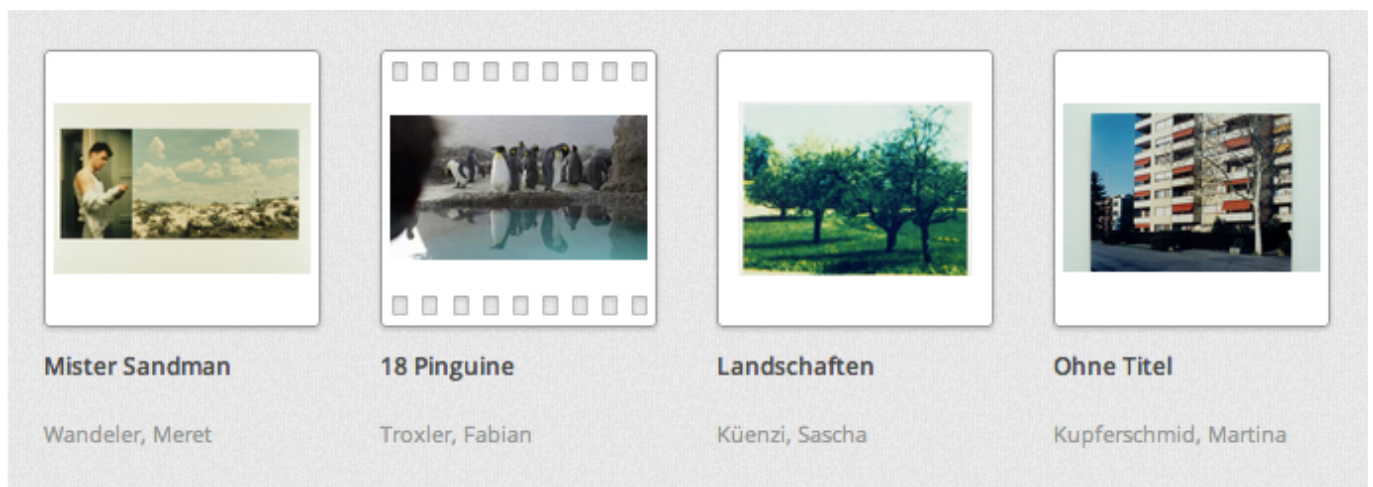 Mister Sandman
18 Pinguine
Landschaften
Ohne Titel
Wandeler, Meret
Troxler, Fabian
Küenzi, Sascha
Kupferschmid, Martina